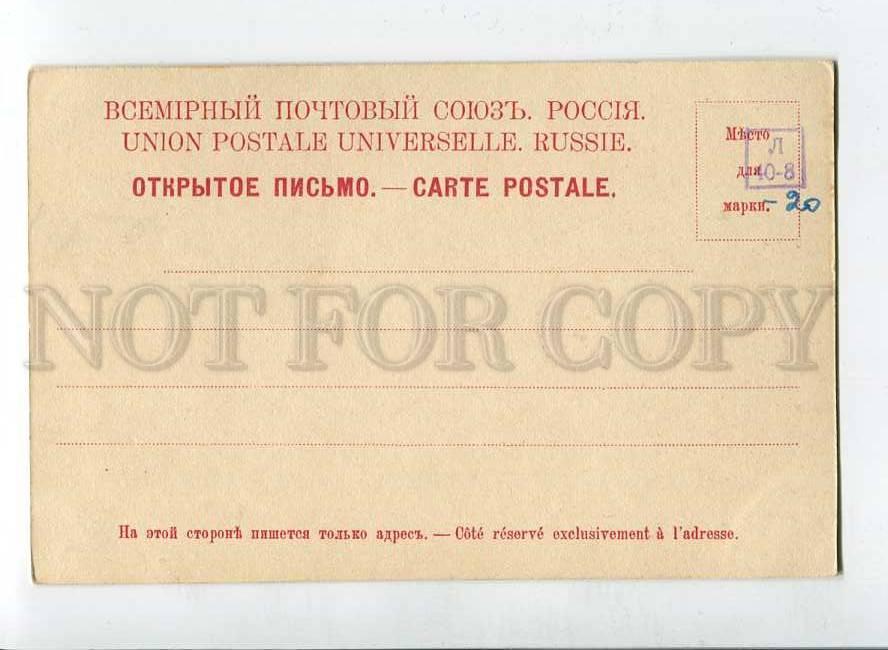 ВСЕМІРНЫЙ ПОЧТОВЫЙ СОЮЗЪ. РОССІЯ.
UNION POSTALE UNIVERSELLE. RUSSIE.
ОТКРЫТОЕ ПИСЬМО. — CARTE POSTALE.
Мѣсто
для
марки.
Л
40-8
- 20
NOT FOR COPY
На этой сторонѣ пишется только адресъ. — Côté réservé exclusivement à l'adresse.